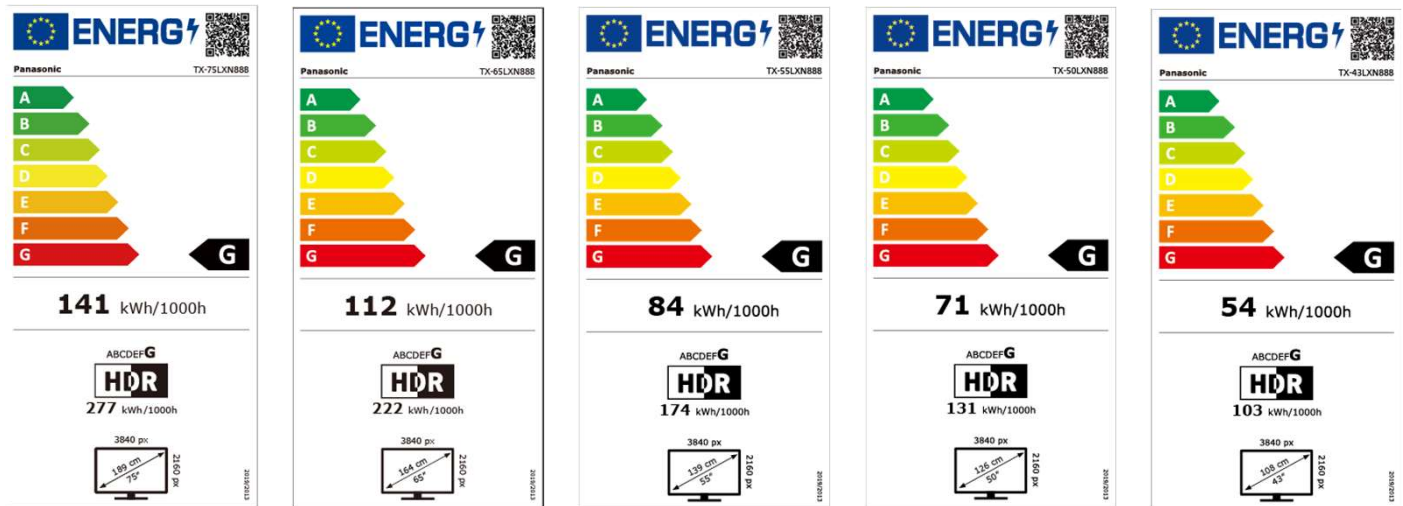 ENERG
Panasonic TX-75LXN888
A
B
C
D
E
F
G
G
141 kWh/1000h
ABCDEFG
HDR
277 kWh/1000h
3840 px
189 cm
75"
2160 px
2019/2013
ENERG
Panasonic TX-65LXN888
A
B
C
D
E
F
G
G
112 kWh/1000h
ABCDEFG
HDR
222 kWh/1000h
3840 px
164 cm
65"
2160 px
2019/2013
ENERG
Panasonic TX-55LXN888
A
B
C
D
E
F
G
G
84 kWh/1000h
ABCDEFG
HDR
174 kWh/1000h
3840 px
139 cm
55"
2160 px
2019/2013
ENERG
Panasonic TX-50LXN888
A
B
C
D
E
F
G
G
71 kWh/1000h
ABCDEFG
HDR
131 kWh/1000h
3840 px
126 cm
50"
2160 px
2019/2013
ENERG
Panasonic TX-43LXN888
A
B
C
D
E
F
G
G
54 kWh/1000h
ABCDEFG
HDR
103 kWh/1000h
3840 px
108 cm
43"
2160 px
2019/2013